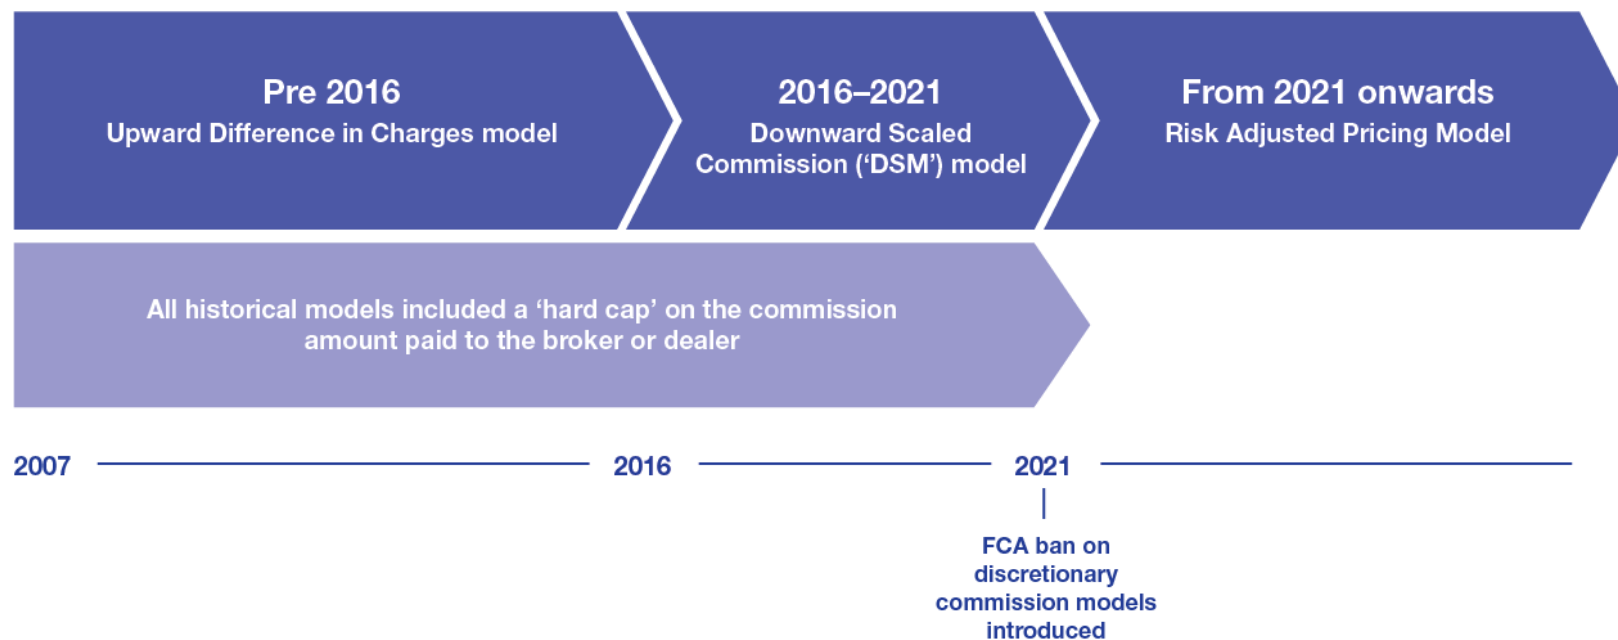 Pre 2016
Upward Difference in Charges model
2016–2021
Downward Scaled
Commission (‘DSM’) model
From 2021 onwards
Risk Adjusted Pricing Model
All historical models included a ‘hard cap’ on the commission
amount paid to the broker or dealer
2007
2016
2021
FCA ban on
discretionary
commission models
introduced